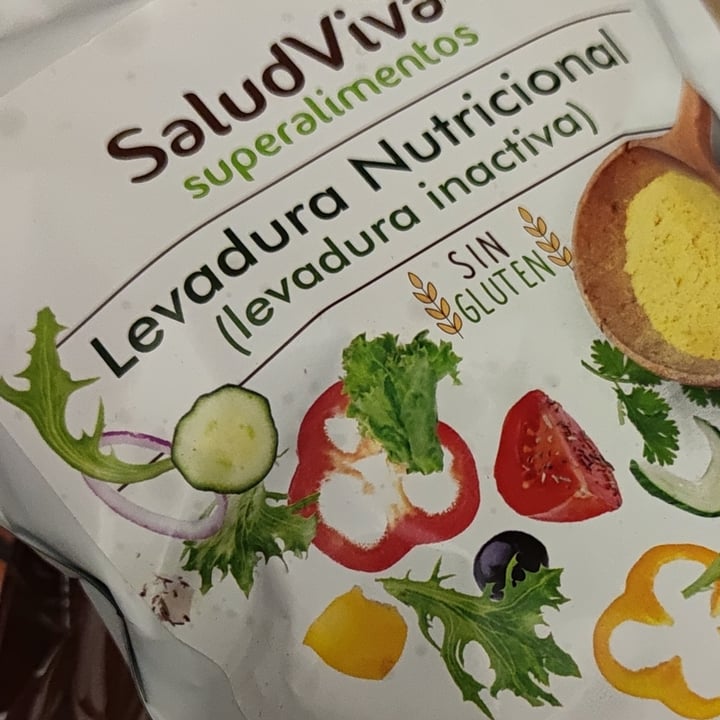 SaludViva
superalimentos
Levadura Nutricional
(levadura inactiva)
SIN
GLUTEN